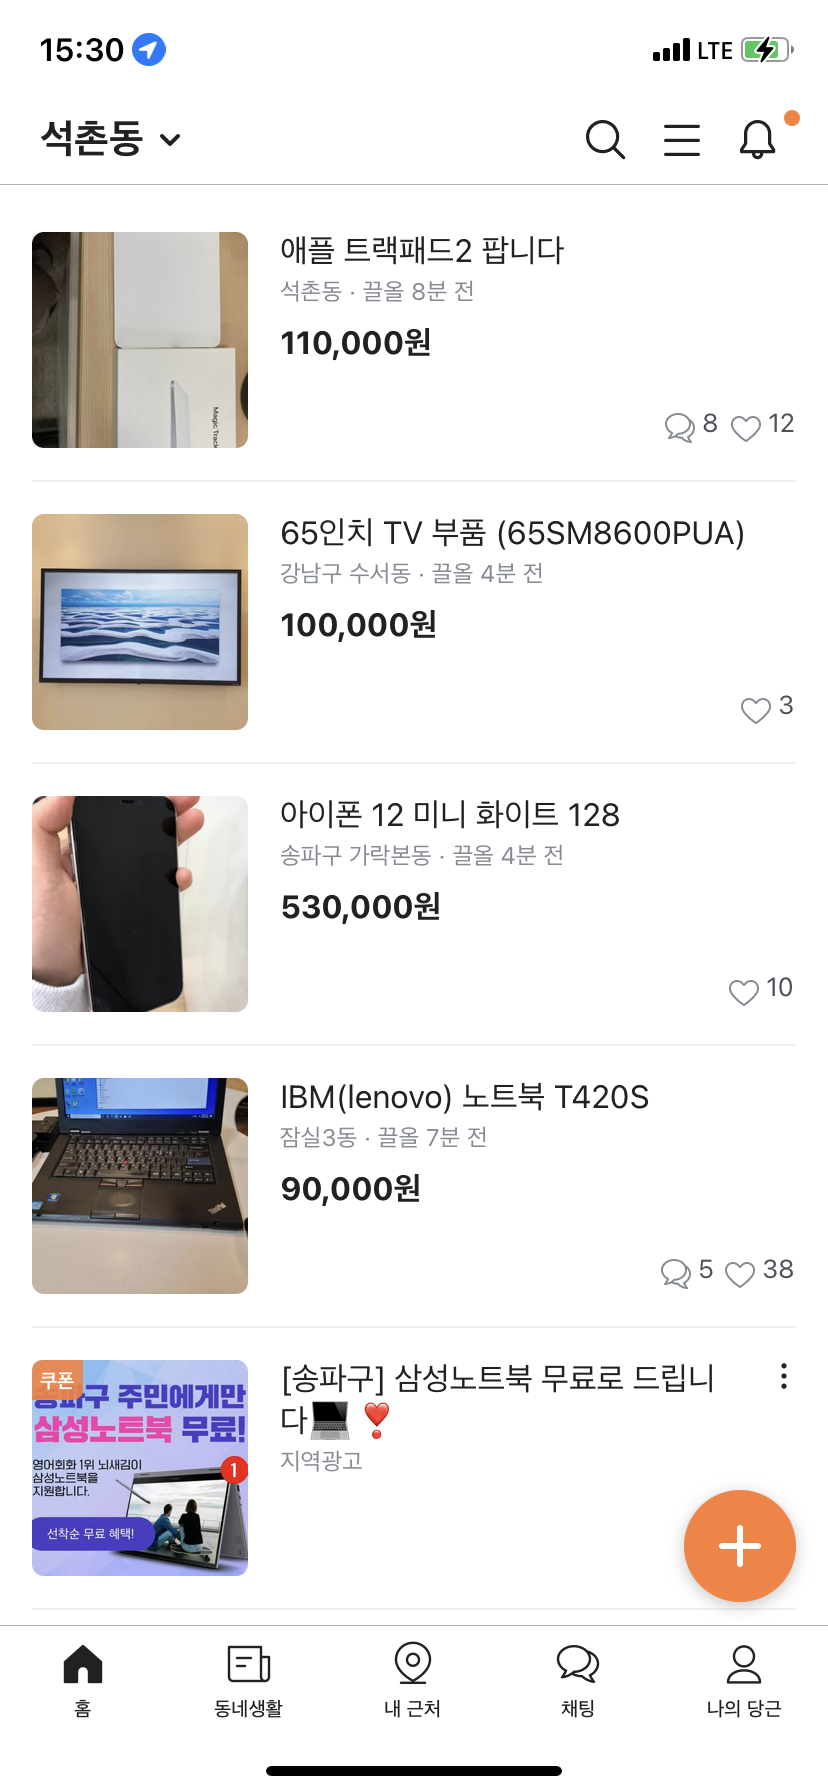 15:30 LTE
석촌동
애플 트랙패드2 팝니다
석촌동 · 끌올 8분 전
110,000원
Magic Track
8 12
65인치 TV 부품 (65SM8600PUA)
강남구 수서동 · 끌올 4분 전
100,000원
3
아이폰 12 미니 화이트 128
송파구 가락본동 · 끌올 4분 전
530,000원
10
IBM(lenovo) 노트북 T420S
잠실3동 · 끌올 7분 전
90,000원
ThinkPad
5 38
쿠폰
송파구 주민에게만
삼성노트북 무료!
영어회화 1위 뇌새김이
삼성노트북을
지원합니다.
1
선착순 무료 혜택!
[송파구] 삼성노트북 무료로 드립니
다💻❣️
지역광고
홈 동네생활 내 근처 채팅 나의 당근